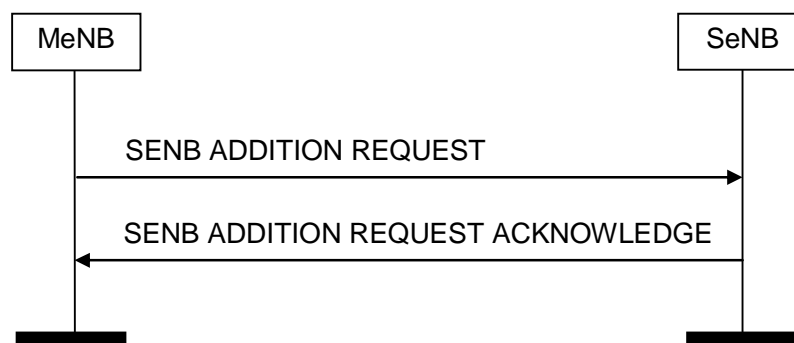 MeNB
SeNB
SENB ADDITION REQUEST
SENB ADDITION REQUEST ACKNOWLEDGE